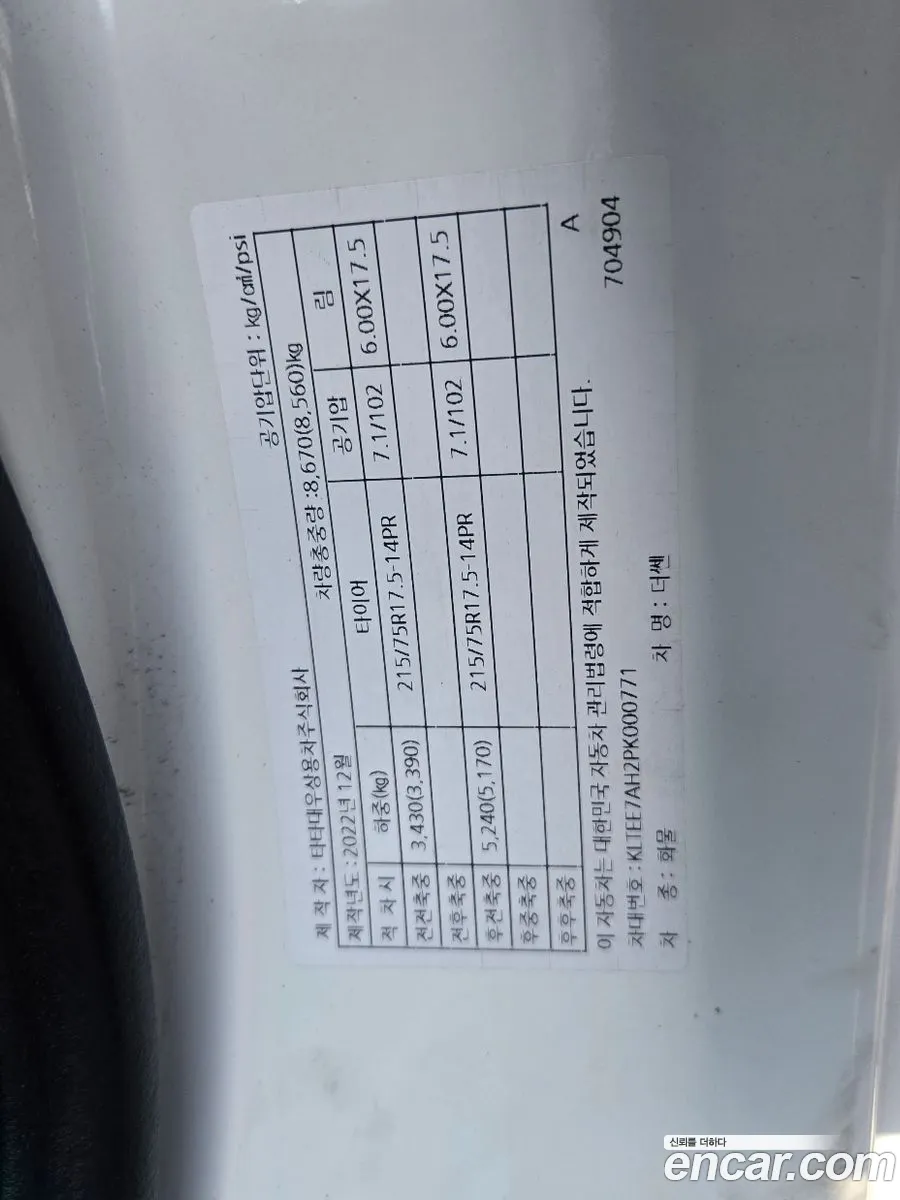 공기압단위 : kg/㎠/psi
제 작 자 : 타타대우상용차주식회사
제작년도 : 2022년 12월 차량총중량 :8,670(8,560)kg
적 차 시 하중(kg) 타이어 공기압 림
전전축중 3,430(3,390) 215/75R17.5-14PR 7.1/102 6.00X17.5
전후축중
후전축중 5,240(5,170) 215/75R17.5-14PR 7.1/102 6.00X17.5
후중축중
후후축중
이 자동차는 대한민국 자동차 관리법령에 적합하게 제작되었습니다. A
차대번호 : KLTEE7AH2PK000771 704904
차 종 : 화물 차 명 : 더쎈
신뢰를 더하다
encar.com